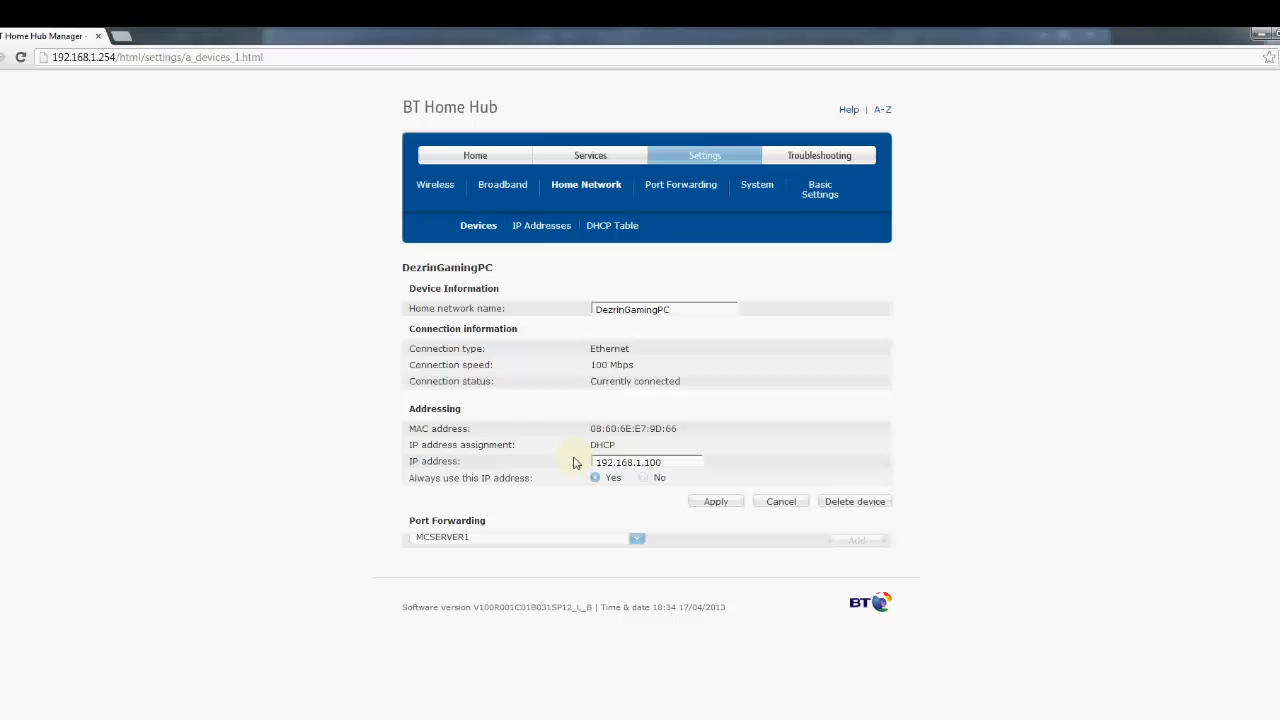 T Home Hub Manager -
192.168.1.254/html/settings/a_devices_1.html
BT Home Hub
Help | A-Z
Home Services Settings Troubleshooting
Wireless Broadband Home Network Port Forwarding System Basic Settings
Devices IP Addresses DHCP Table
DezrinGamingPC
Device Information
Home network name: DezrinGamingPC
Connection information
Connection type: Ethernet
Connection speed: 100 Mbps
Connection status: Currently connected
Addressing
MAC address: 08:60:6E:E7:9D:66
IP address assignment: DHCP
IP address: 192.168.1.100
Always use this IP address: Yes No
Apply Cancel Delete device
Port Forwarding
MCSERVER1 Add
Software version V100R001C01B031SP12_L_B | Time & date 18:34 17/04/2013
BT